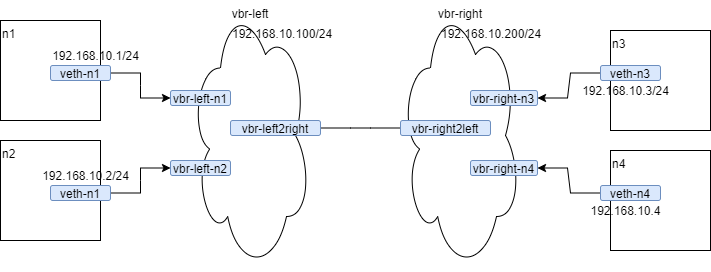 vbr-left
192.168.10.100/24
vbr-right
192.168.10.200/24
n1
192.168.10.1/24
veth-n1
vbr-left-n1
n2
192.168.10.2/24
veth-n1
vbr-left-n2
vbr-left2right
vbr-right2left
n3
veth-n3
192.168.10.3/24
vbr-right-n3
n4
veth-n4
192.168.10.4
vbr-right-n4